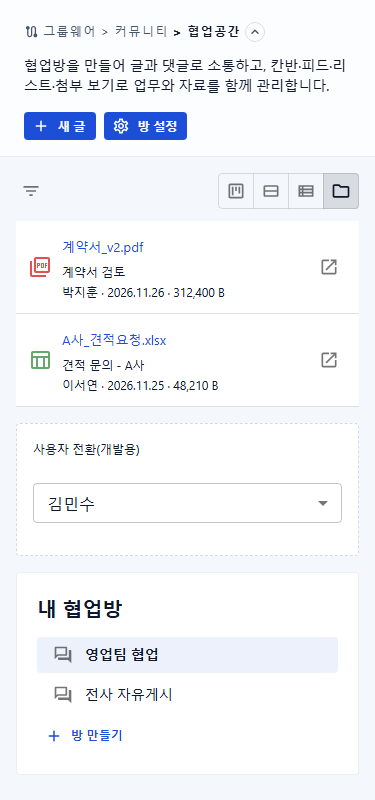 그룹웨어 > 커뮤니티 > 협업공간
협업방을 만들어 글과 댓글로 소통하고, 칸반·피드·리
스트·첨부 보기로 업무와 자료를 함께 관리합니다.
새 글
방 설정
계약서_v2.pdf
PDF
계약서 검토
박지훈 · 2026.11.26 · 312,400 B
A사_견적요청.xlsx
견적 문의 - A사
이서연 · 2026.11.25 · 48,210 B
사용자 전환(개발용)
김민수
내 협업방
영업팀 협업
전사 자유게시
방 만들기